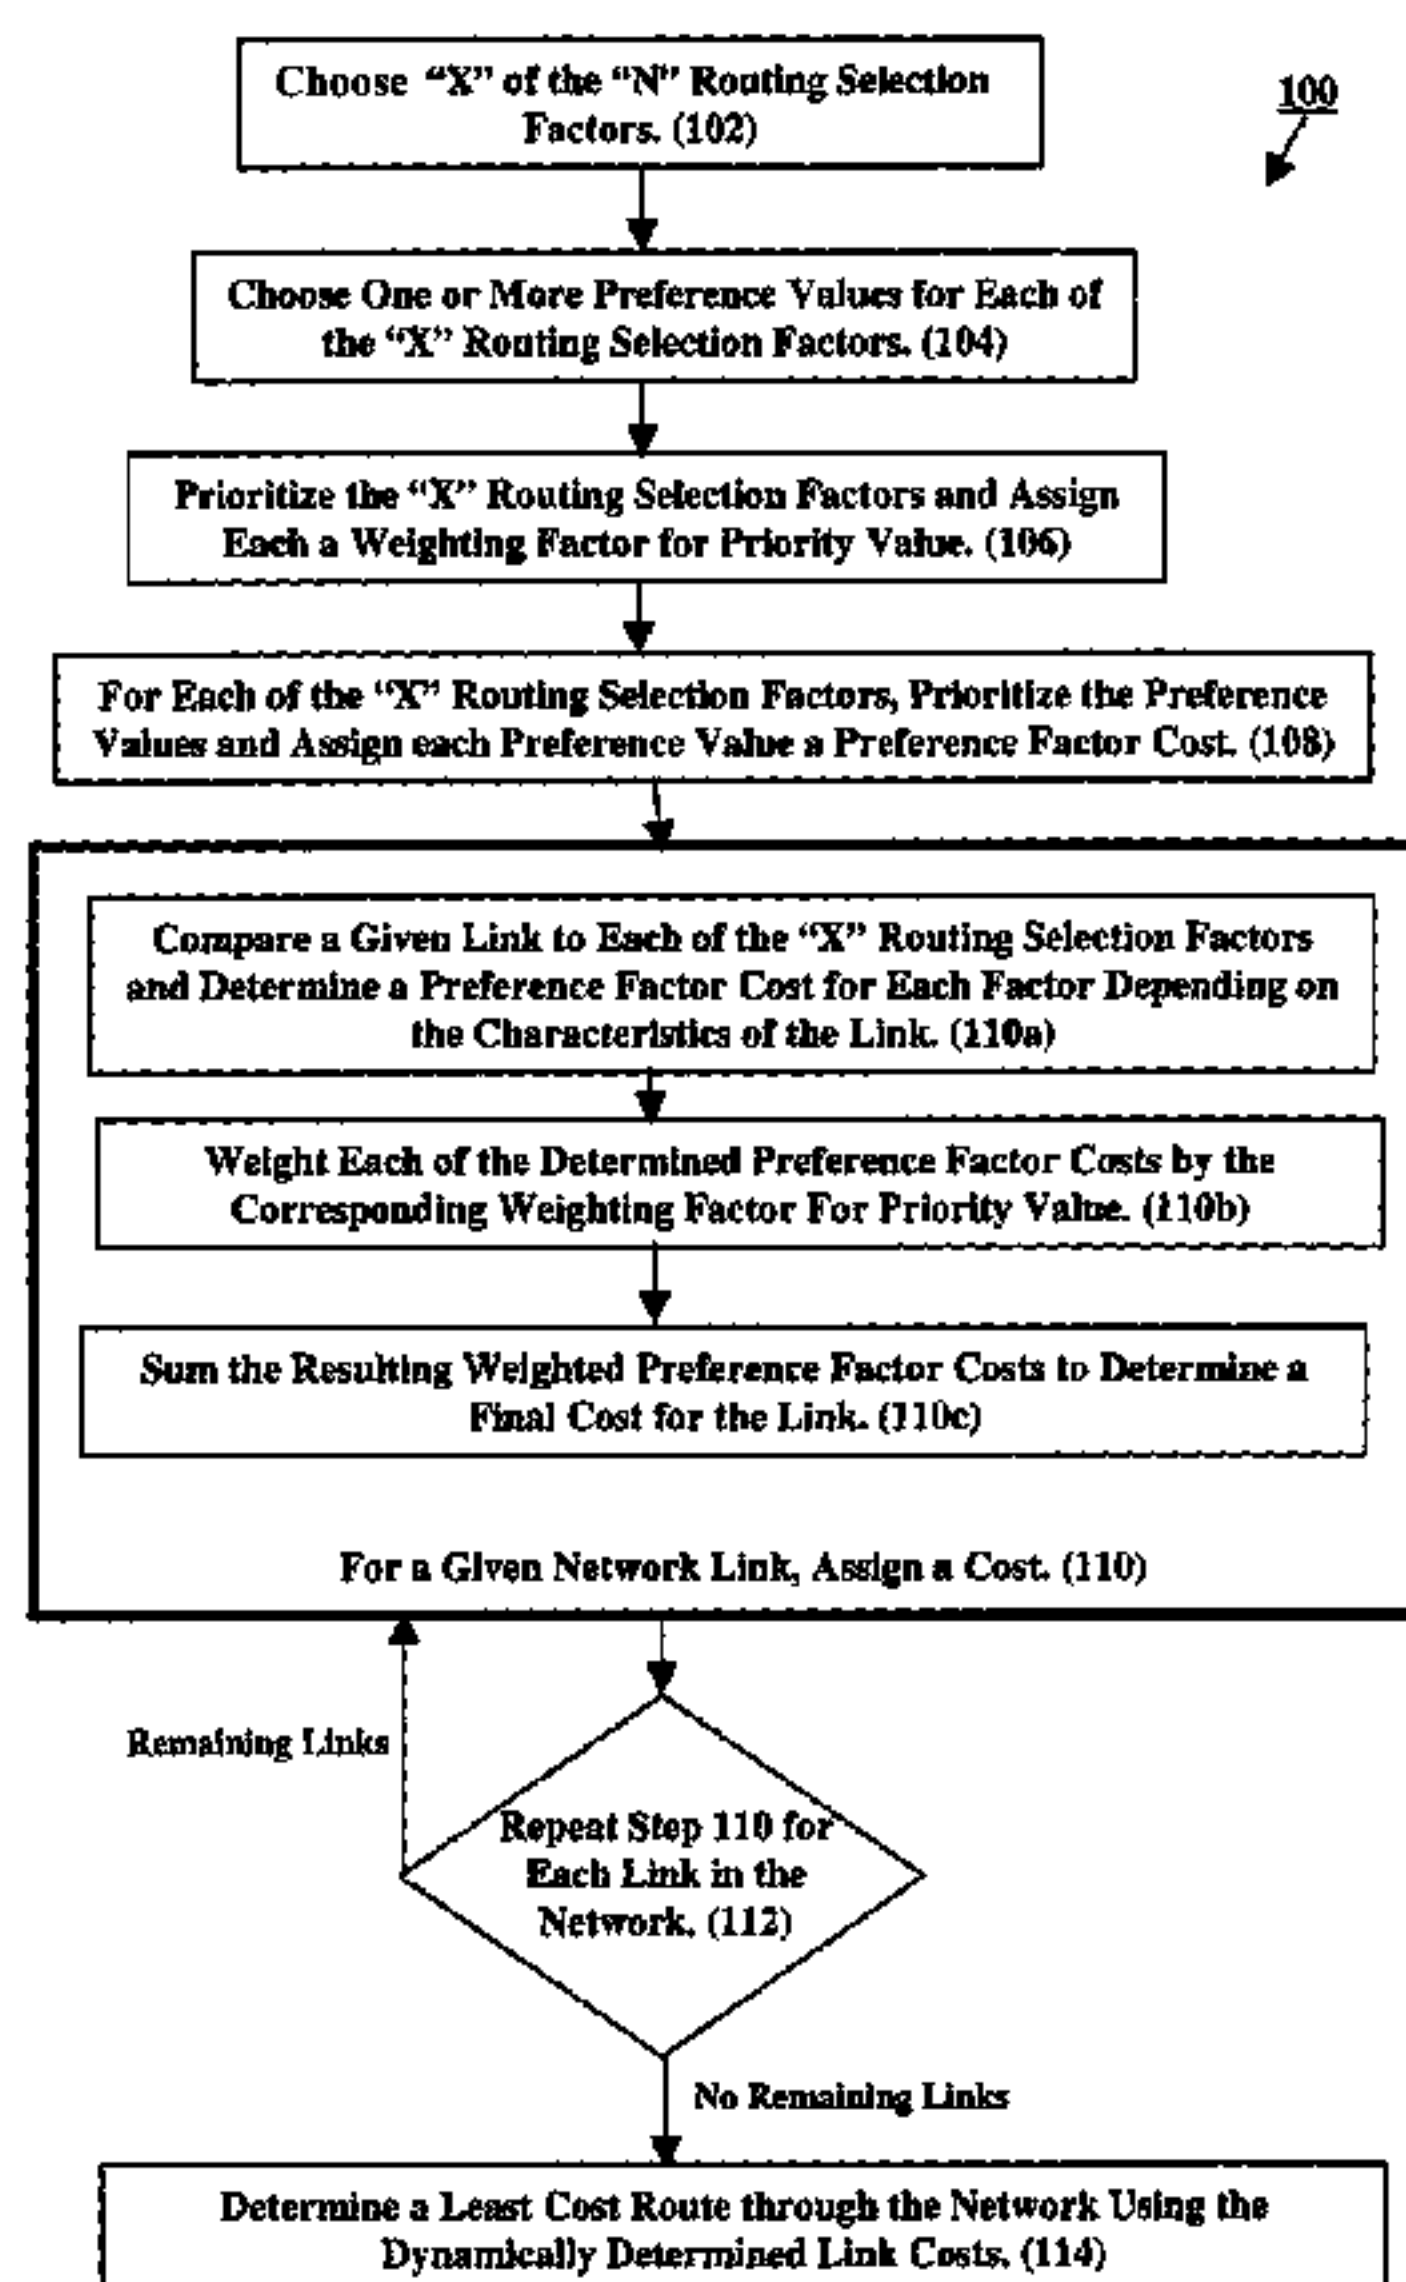 Choose "X" of the "N" Routing Selection
Factors. (102)
100
Choose One or More Preference Values for Each of
the "X" Routing Selection Factors. (104)
Prioritize the "X" Routing Selection Factors and Assign
Each a Weighting Factor for Priority Value. (106)
For Each of the "X" Routing Selection Factors, Prioritize the Preference
Values and Assign each Preference Value a Preference Factor Cost. (108)
Compare a Given Link to Each of the "X" Routing Selection Factors
and Determine a Preference Factor Cost for Each Factor Depending on
the Characteristics of the Link. (110a)
Weight Each of the Determined Preference Factor Costs by the
Corresponding Weighting Factor For Priority Value. (110b)
Sum the Resulting Weighted Preference Factor Costs to Determine a
Final Cost for the Link. (110c)
For a Given Network Link, Assign a Cost. (110)
Remaining Links
Repeat Step 110 for
Each Link in the
Network. (112)
No Remaining Links
Determine a Least Cost Route through the Network Using the
Dynamically Determined Link Costs. (114)